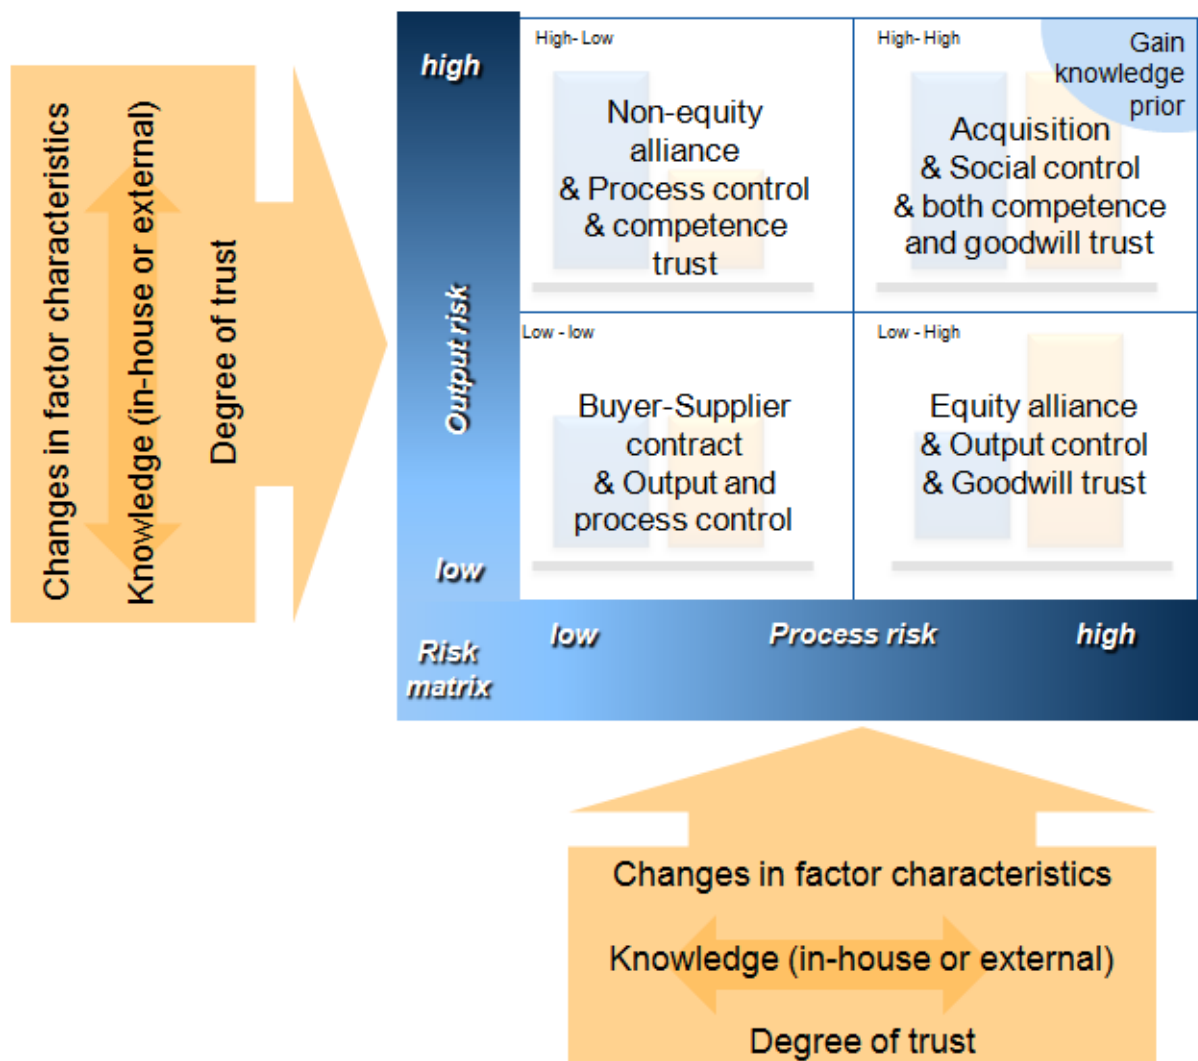 Changes in factor characteristics
Knowledge (in-house or external)
Degree of trust
high
Output risk
low
High- Low
Non-equity
alliance
& Process control
& competence
trust
High- High
Gain
knowledge
prior
Acquisition
& Social control
& both competence
and goodwill trust
Low - low
Buyer-Supplier
contract
& Output and
process control
Low - High
Equity alliance
& Output control
& Goodwill trust
Risk
matrix
low
Process risk
high
Changes in factor characteristics
Knowledge (in-house or external)
Degree of trust